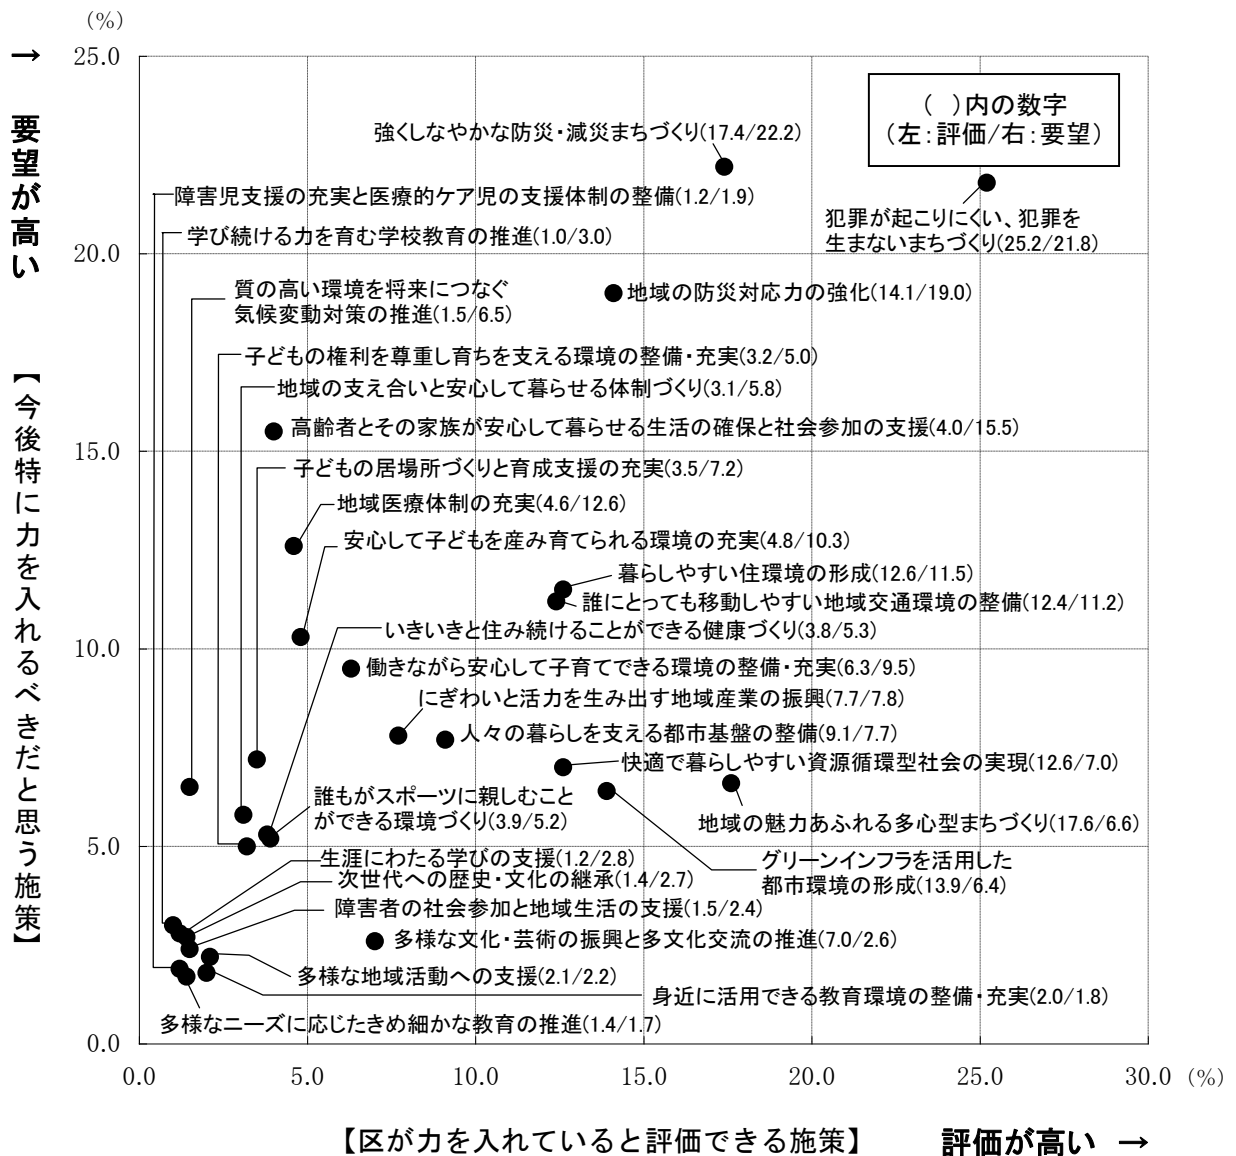 (%)
→ 要望が高い 【今後特に力を入れるべきだと思う施策】
25.0
20.0
15.0
10.0
5.0
0.0
( )内の数字
(左:評価/右:要望)
強くしなやかな防災・減災まちづくり(17.4/22.2)
障害児支援の充実と医療的ケア児の支援体制の整備(1.2/1.9)
犯罪が起こりにくい、犯罪を
生まないまちづくり(25.2/21.8)
学び続ける力を育む学校教育の推進(1.0/3.0)
質の高い環境を将来につなぐ
気候変動対策の推進(1.5/6.5)
地域の防災対応力の強化(14.1/19.0)
子どもの権利を尊重し育ちを支える環境の整備・充実(3.2/5.0)
地域の支え合いと安心して暮らせる体制づくり(3.1/5.8)
高齢者とその家族が安心して暮らせる生活の確保と社会参加の支援(4.0/15.5)
子どもの居場所づくりと育成支援の充実(3.5/7.2)
地域医療体制の充実(4.6/12.6)
安心して子どもを産み育てられる環境の充実(4.8/10.3)
暮らしやすい住環境の形成(12.6/11.5)
誰にとっても移動しやすい地域交通環境の整備(12.4/11.2)
いきいきと住み続けることができる健康づくり(3.8/5.3)
働きながら安心して子育てできる環境の整備・充実(6.3/9.5)
にぎわいと活力を生み出す地域産業の振興(7.7/7.8)
人々の暮らしを支える都市基盤の整備(9.1/7.7)
快適で暮らしやすい資源循環型社会の実現(12.6/7.0)
誰もがスポーツに親しむこと
ができる環境づくり(3.9/5.2)
地域の魅力あふれる多心型まちづくり(17.6/6.6)
生涯にわたる学びの支援(1.2/2.8)
グリーンインフラを活用した
都市環境の形成(13.9/6.4)
次世代への歴史・文化の継承(1.4/2.7)
障害者の社会参加と地域生活の支援(1.5/2.4)
多様な文化・芸術の振興と多文化交流の推進(7.0/2.6)
多様な地域活動への支援(2.1/2.2)
身近に活用できる教育環境の整備・充実(2.0/1.8)
多様なニーズに応じたきめ細かな教育の推進(1.4/1.7)
0.0 5.0 10.0 15.0 20.0 25.0 30.0 (%)
【区が力を入れていると評価できる施策】 評価が高い →